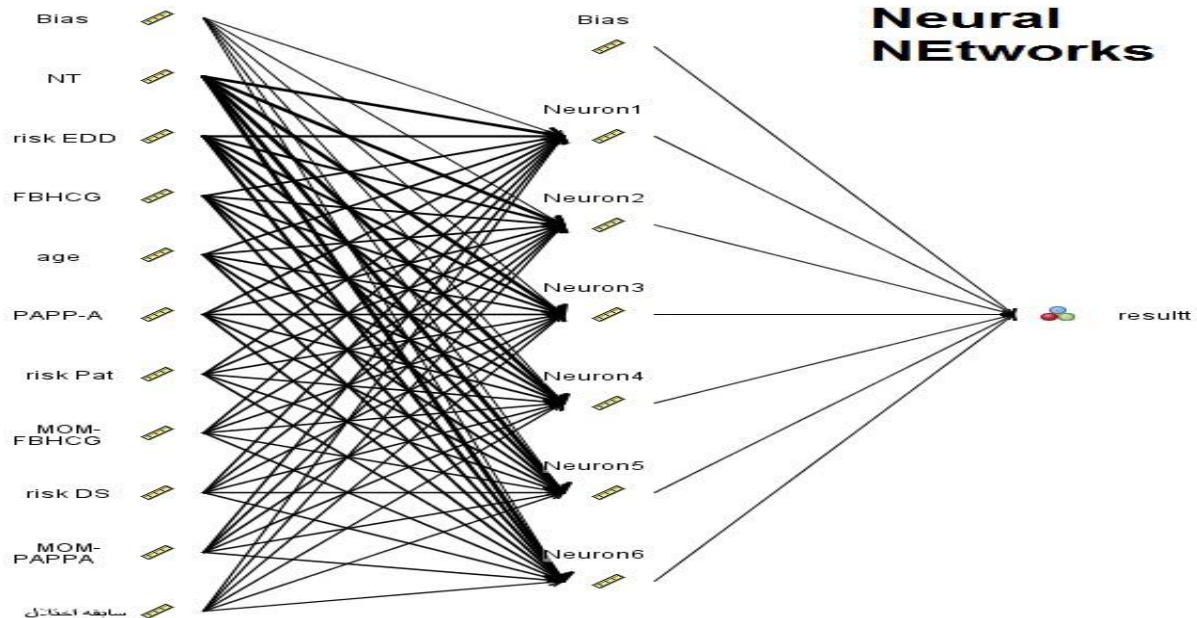 Neural
NEtworks
Bias
NT
risk EDD
FBHCG
age
PAPP-A
risk Pat
MOM-
FBHCG
risk DS
MOM-
PAPPA
سابقه
Bias
Neuron1
Neuron2
Neuron3
Neuron4
Neuron5
Neuron6
resultt